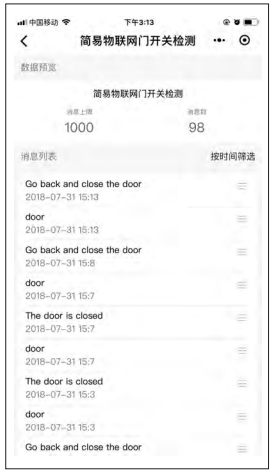 中国移动
下午3:13
简易物联网门开关检测
数据预览
简易物联网门开关检测
消息上限 消息数
1000 98
消息列表 按时间筛选
Go back and close the door
2018-07-31 15:13
door
2018-07-31 15:13
Go back and close the door
2018-07-31 15:8
door
2018-07-31 15:7
The door is closed
2018-07-31 15:7
door
2018-07-31 15:7
The door is closed
2018-07-31 15:3
door
2018-07-31 15:3
Go back and close the door